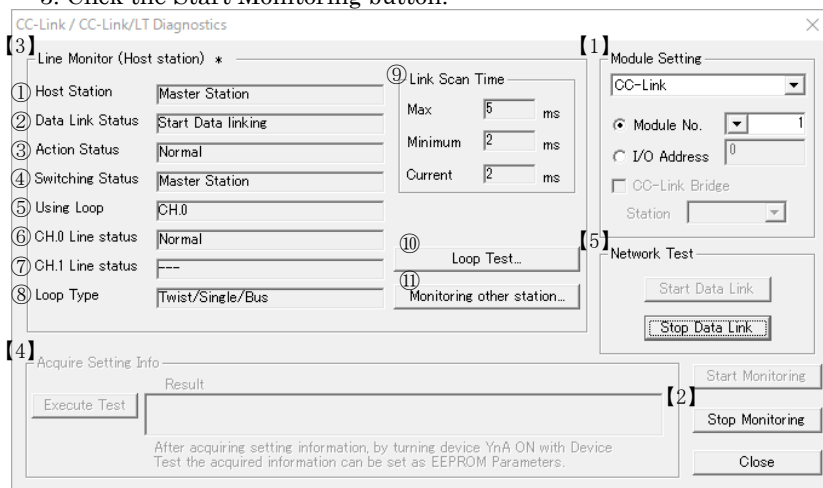 3. Click the Start Monitoring button.
CC-Link / CC-Link/LT Diagnostics
【3】
Line Monitor (Host station) *
① Host Station Master Station
② Data Link Status Start Data linking
③ Action Status Normal
④ Switching Status Master Station
⑤ Using Loop CH.0
⑥ CH.0 Line status Normal
⑦ CH.1 Line status ---
⑧ Loop Type Twist/Single/Bus
⑨ Link Scan Time
Max 5 ms
Minimum 2 ms
Current 2 ms
⑩ Loop Test...
⑪ Monitoring other station...
【1】
Module Setting
CC-Link
Module No. 1
I/O Address 0
CC-Link Bridge
Station
【5】
Network Test
Start Data Link
Stop Data Link
【4】
Acquire Setting Info
Result
Execute Test
After acquiring setting information, by turning device YnA ON with Device
Test the acquired information can be set as EEPROM Parameters.
【2】
Start Monitoring
Stop Monitoring
Close